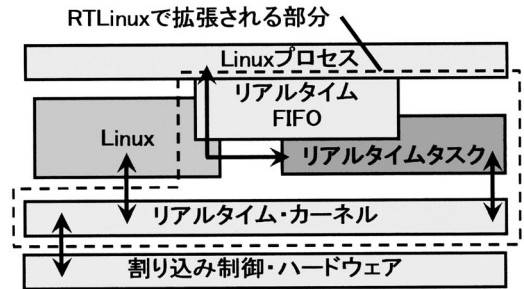 RTLinuxで拡張される部分
Linuxプロセス
リアルタイム
FIFO
Linux
リアルタイムタスク
リアルタイム・カーネル
割り込み制御・ハードウェア